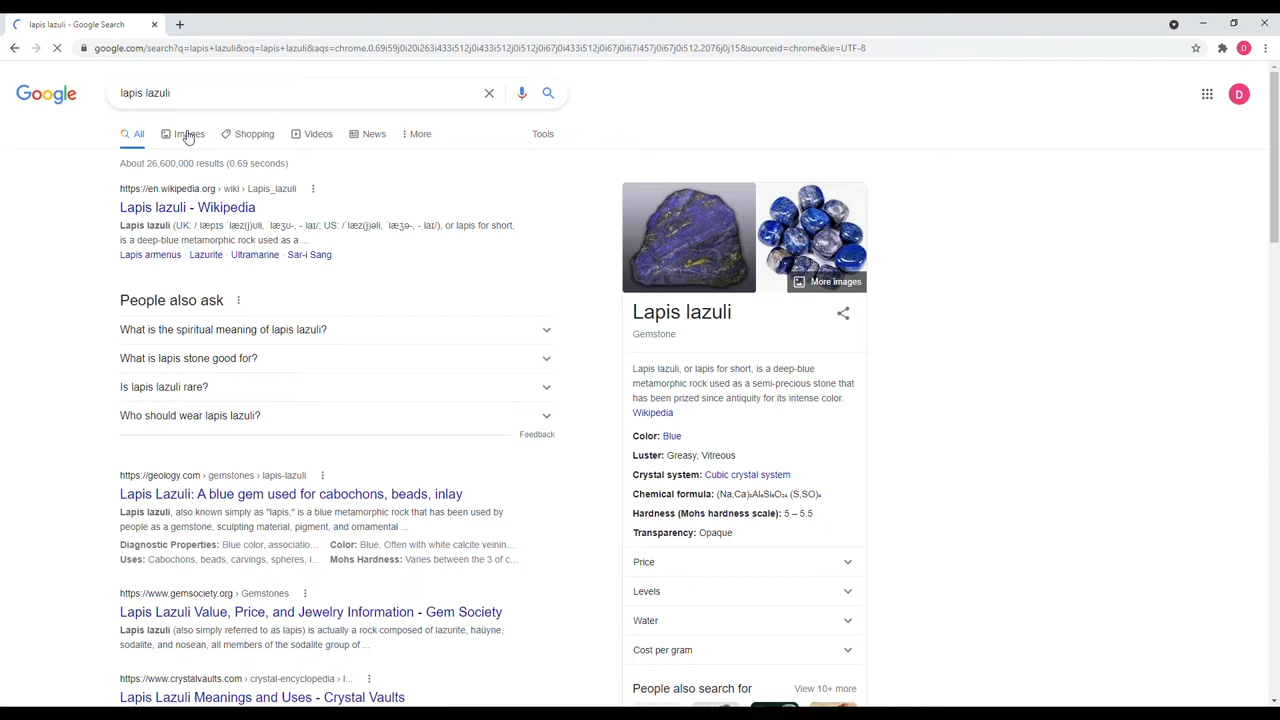 lapis lazuli - Google Search
google.com/search?q=lapis+lazuli&oq=lapis+lazuli&aqs=chrome.0.69i59j0i20i263i433i512j0i433i512j0i512j0i67j0i433i512j0i67j0i67i457j0i67j0i512.2076j0j15&sourceid=chrome&ie=UTF-8
D
Google
lapis lazuli
D
All Images Shopping Videos News More Tools
About 26,600,000 results (0.69 seconds)
https://en.wikipedia.org › wiki › Lapis_lazuli
Lapis lazuli - Wikipedia
Lapis lazuli (UK: /ˌlæpɪs ˈlæz(j)ʊli, ˈlæʒʊ-, -laɪ/; US: /ˈlæz(j)əli, ˈlæʒə-, -laɪ/), or lapis for short,
is a deep-blue metamorphic rock used as a ...
Lapis armenus · Lazurite · Ultramarine · Sar-i Sang
People also ask
What is the spiritual meaning of lapis lazuli?
What is lapis stone good for?
Is lapis lazuli rare?
Who should wear lapis lazuli?
Feedback
https://geology.com › gemstones › lapis-lazuli
Lapis Lazuli: A blue gem used for cabochons, beads, inlay
Lapis lazuli, also known simply as "lapis," is a blue metamorphic rock that has been used by
people as a gemstone, sculpting material, pigment, and ornamental ...
Diagnostic Properties: Blue color, associatio... Color: Blue. Often with white calcite veinin...
Uses: Cabochons, beads, carvings, spheres, i... Mohs Hardness: Varies between the 3 of c...
https://www.gemsociety.org › Gemstones
Lapis Lazuli Value, Price, and Jewelry Information - Gem Society
Lapis lazuli (also simply referred to as lapis) is actually a rock composed of lazurite, haüyne,
sodalite, and nosean, all members of the sodalite group of ...
https://www.crystalvaults.com › crystal-encyclopedia › l...
Lapis Lazuli Meanings and Uses - Crystal Vaults
More images
Lapis lazuli
Gemstone
Lapis lazuli, or lapis for short, is a deep-blue
metamorphic rock used as a semi-precious stone that
has been prized since antiquity for its intense color.
Wikipedia
Color: Blue
Luster: Greasy, Vitreous
Crystal system: Cubic crystal system
Chemical formula: (Na,Ca)₈Al₆Si₆O₂₄ (S,SO)₄
Hardness (Mohs hardness scale): 5 – 5.5
Transparency: Opaque
Price
Levels
Water
Cost per gram
People also search for View 10+ more